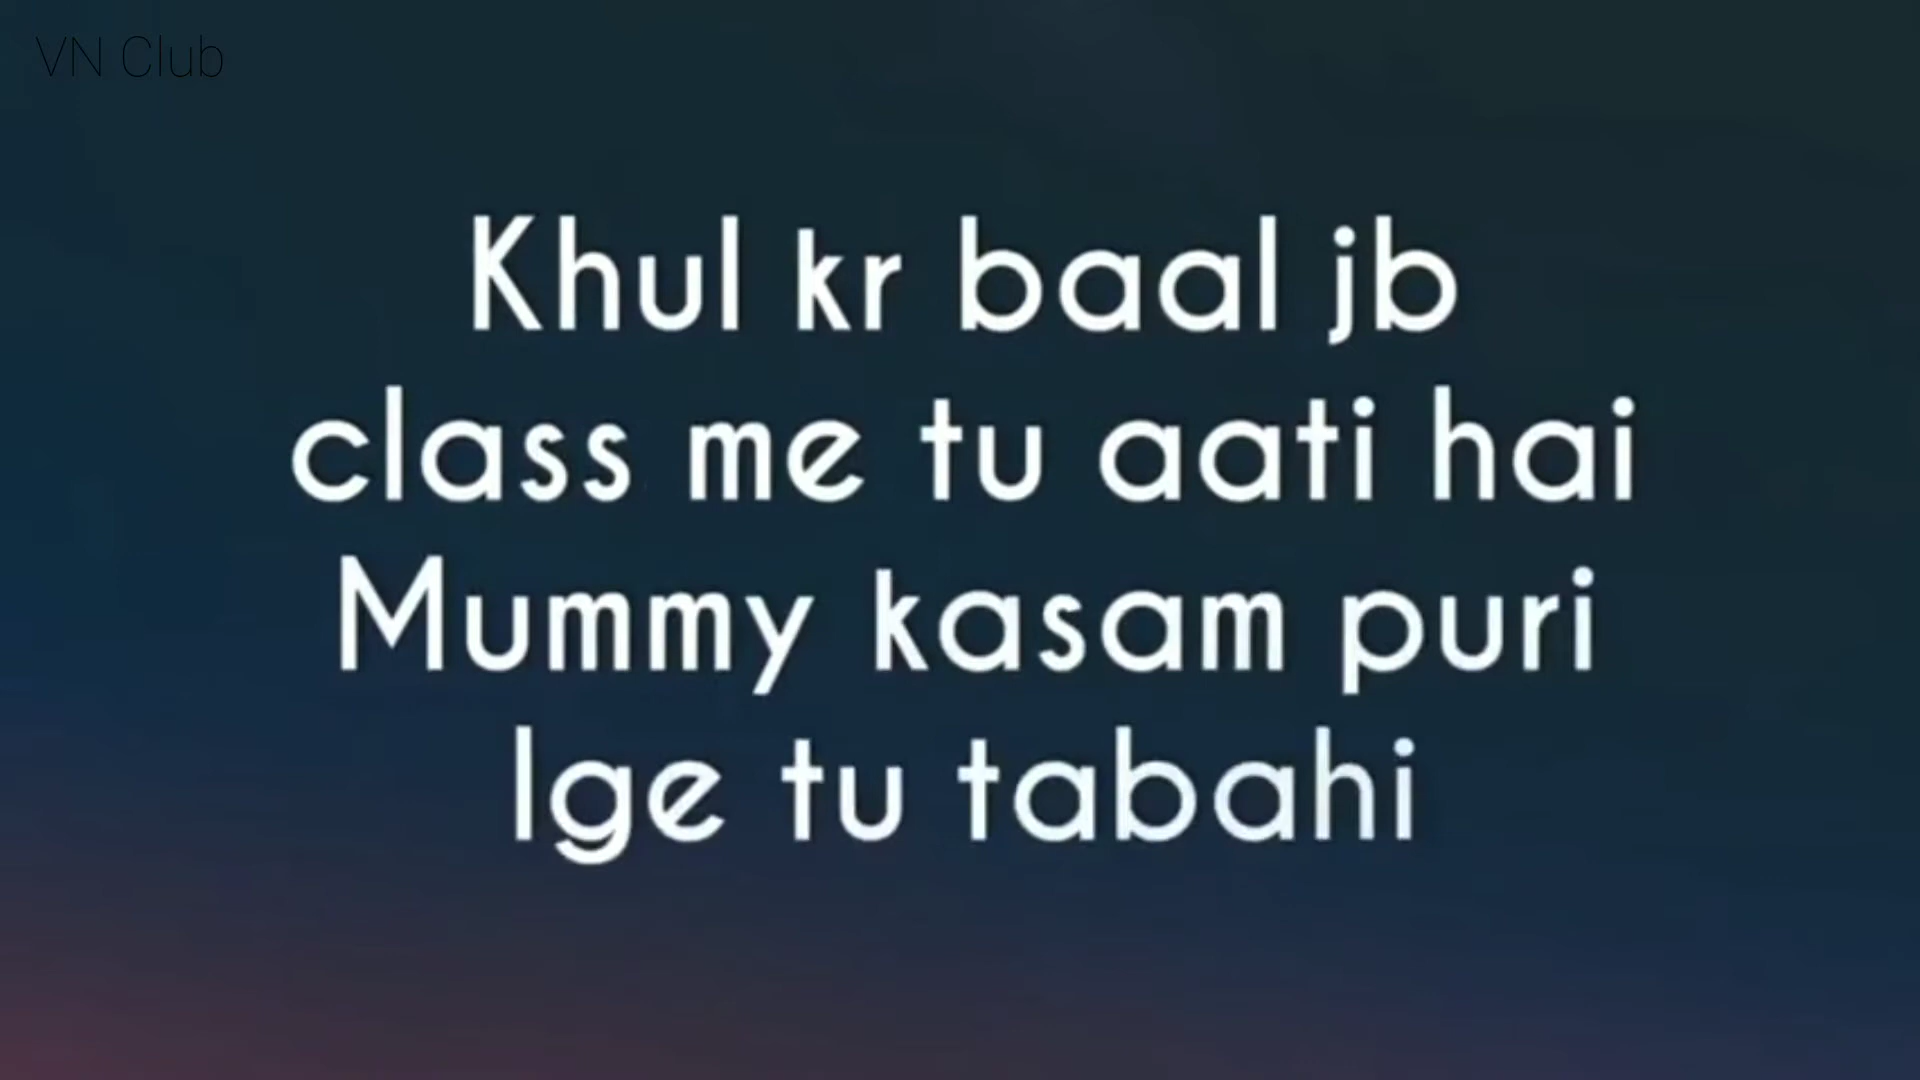 VN Club
Khul kr baal jb
class me tu aati hai
Mummy kasam puri
lge tu tabahi